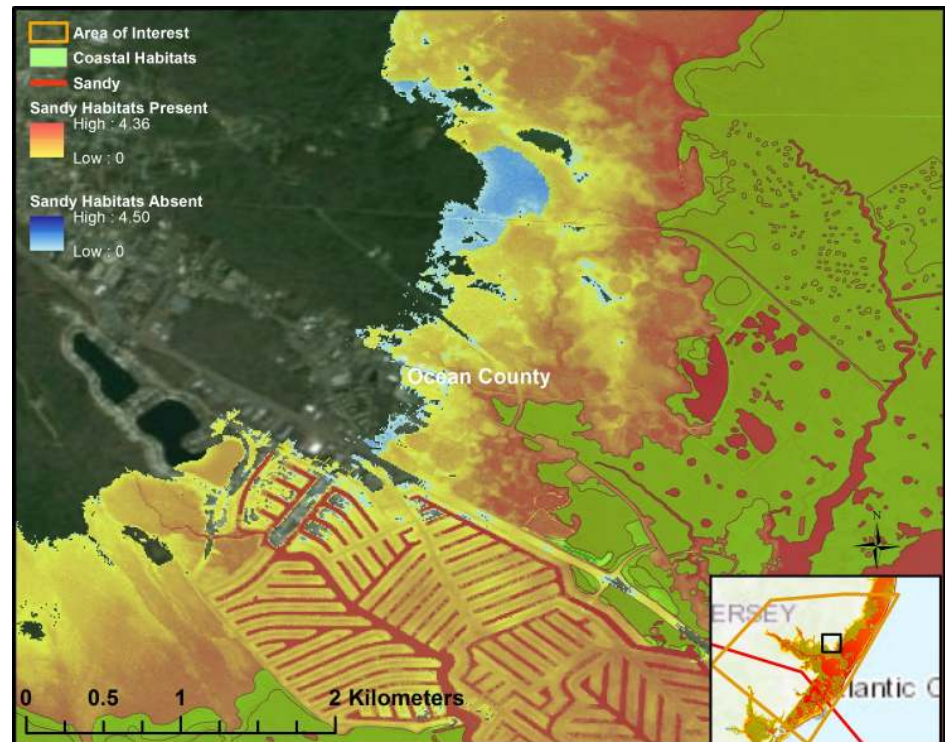 Area of Interest
Coastal Habitats
Sandy
Sandy Habitats Present
High : 4.36
Low : 0
Sandy Habitats Absent
High : 4.50
Low : 0
Ocean County
N
0 0.5 1 2 Kilometers
ERSEY
lantic C